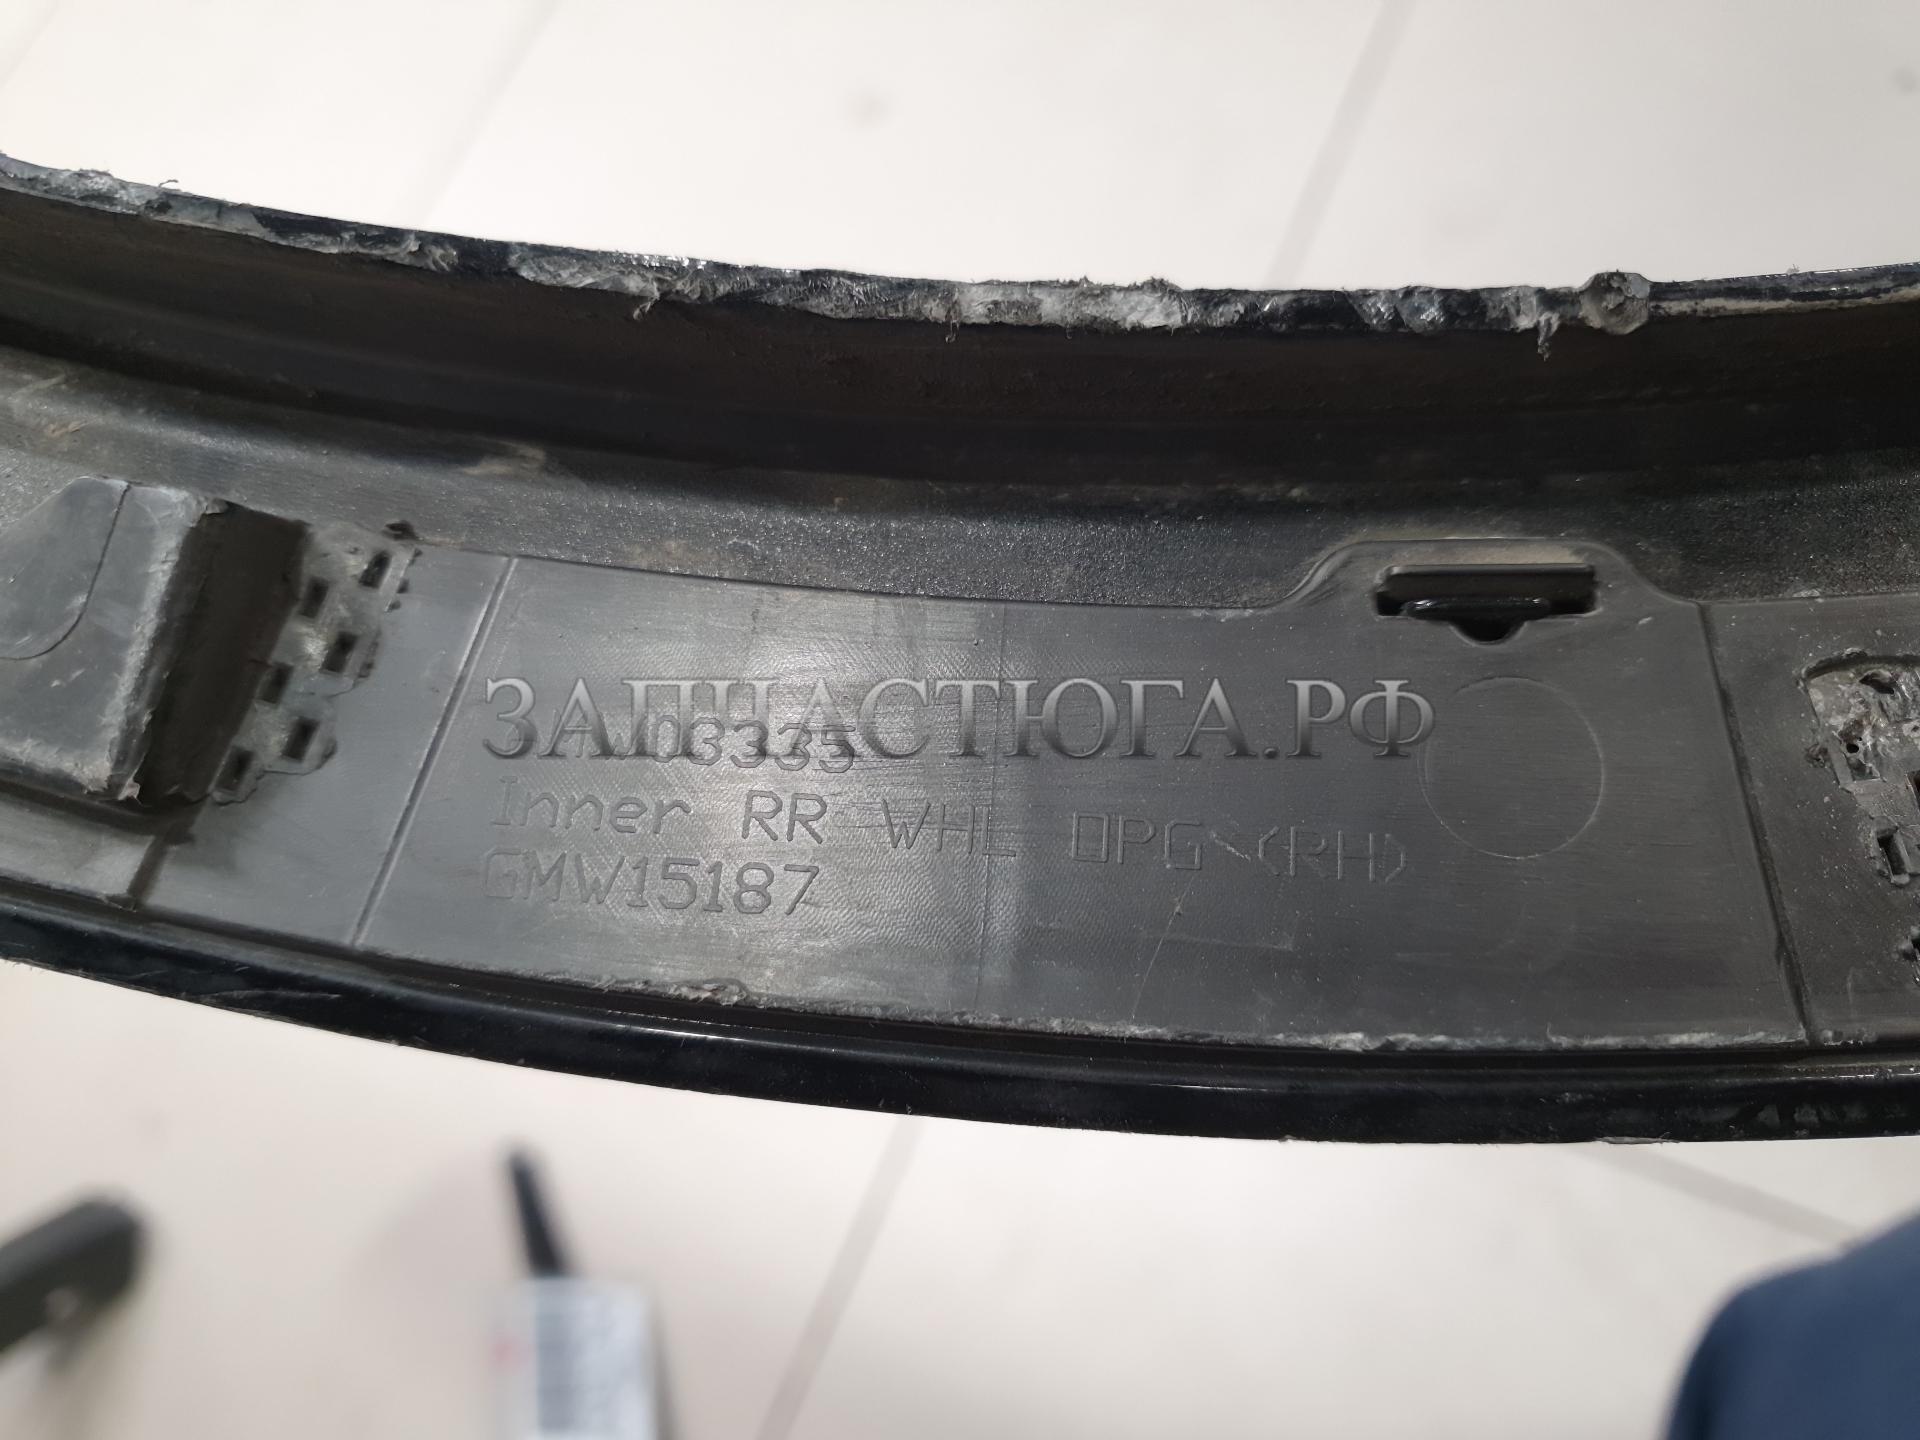 ЗАПЧАСТЮГА.РФ
Inner RR WHL OPG (RH)
GMW15187